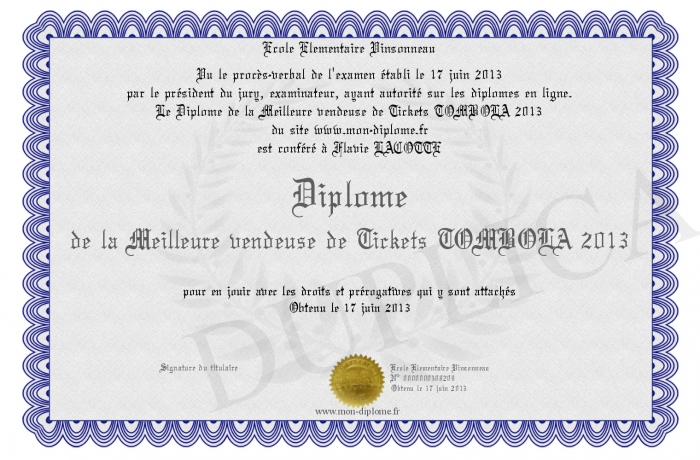 Ecole Elementaire Vinsonneau
Vu le procès-verbal de l'examen établi le 17 juin 2013
par le président du jury, examinateur, ayant autorité sur les diplomes en ligne.
Le Diplome de la Meilleure vendeuse de Tickets TOMBOLA 2013
du site www.mon-diplome.fr
est conféré à Flavie LACOTTE
Diplome
de la Meilleure vendeuse de Tickets TOMBOLA 2013
DUPLICA
pour en jouir avec les droits et prérogatives qui y sont attachés
Obtenu le 17 juin 2013
Signature du titulaire
Ecole Elementaire Vinsonneau
Obtenu le 17 juin 2013
www.mon-diplome.fr